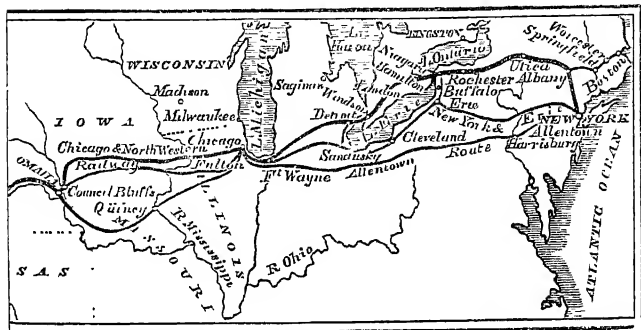 WISCONSIN
Madison
Milwaukee
L. Michigan
Saginaw
Lake
Huron
KINGSTON
L. Ontario
Niagara
Hamilton
London
Windsor
Detroit
L. Erie
Rochester
Buffalo
Utica
Albany
Worcester
Springfield
Boston
IOWA
Chicago & North Western
Railway
Chicago
Fulton
OMAHA
Council Bluffs
Quincy
Sandusky
Cleveland
Erie
New York &
NEW YORK
Allentown
Harrisburg
Ft. Wayne
Allentown
Route
ILLINOIS
R. Mississippi
R. Ohio
MISSOURI
SAS
ATLANTIC OCEAN